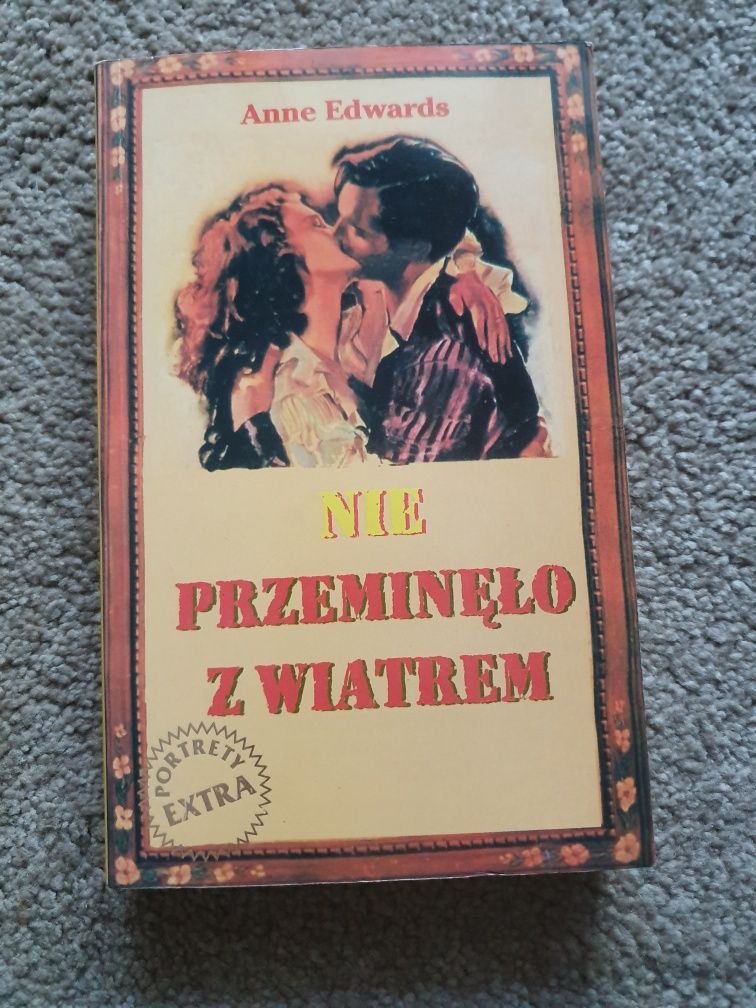 Anne Edwards
NIE
PRZEMINĘŁO
Z WIATREM
PORTRETY
EXTRA